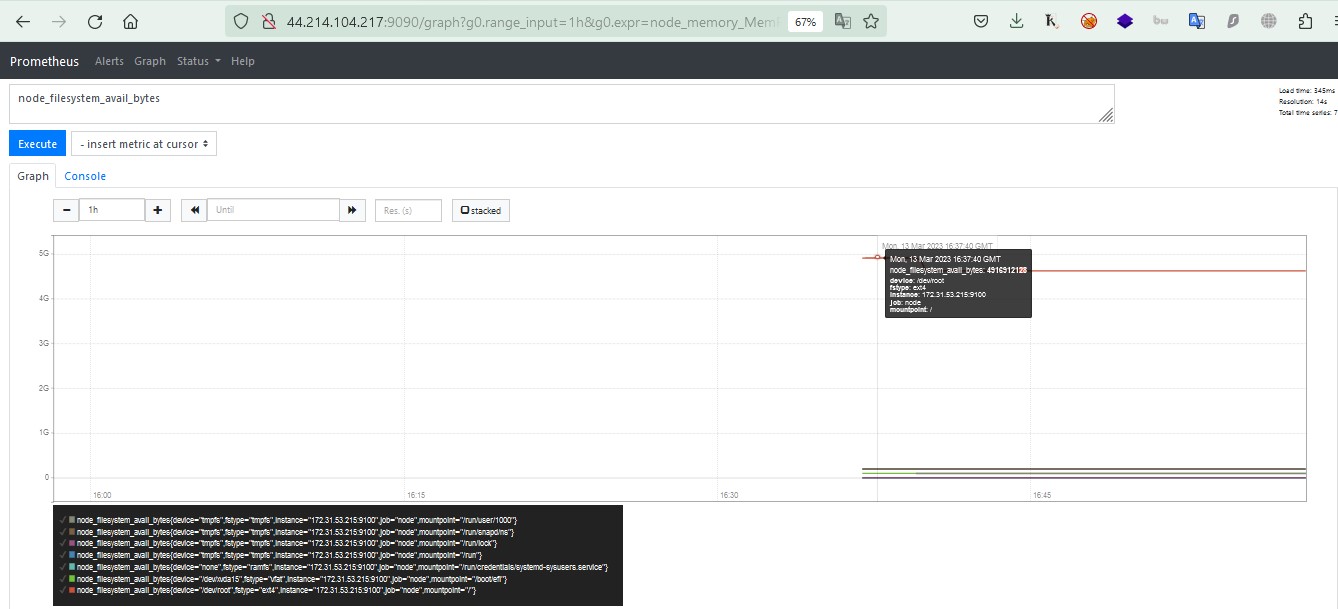 44.214.104.217:9090/graph?g0.range_input=1h&g0.expr=node_memory_Mem
67%
Prometheus Alerts Graph Status Help
node_filesystem_avail_bytes
Load time: 345ms
Resolution: 14s
Total time series: 7
Execute - insert metric at cursor
Graph Console
1h Until Res. (s) stacked
Mon, 13 Mar 2023 16:37:40 GMT
Mon, 13 Mar 2023 16:37:40 GMT
node_filesystem_avail_bytes: 4916912128
device: /dev/root
fstype: ext4
instance: 172.31.53.215:9100
job: node
mountpoint: /
5G
4G
3G
2G
1G
0
16:00 16:15 16:30 16:45
node_filesystem_avail_bytes{device="tmpfs",fstype="tmpfs",instance="172.31.53.215:9100",job="node",mountpoint="/run/user/1000"}
node_filesystem_avail_bytes{device="tmpfs",fstype="tmpfs",instance="172.31.53.215:9100",job="node",mountpoint="/run/snapd/ns"}
node_filesystem_avail_bytes{device="tmpfs",fstype="tmpfs",instance="172.31.53.215:9100",job="node",mountpoint="/run/lock"}
node_filesystem_avail_bytes{device="tmpfs",fstype="tmpfs",instance="172.31.53.215:9100",job="node",mountpoint="/run"}
node_filesystem_avail_bytes{device="none",fstype="ramfs",instance="172.31.53.215:9100",job="node",mountpoint="/run/credentials/systemd-sysusers.service"}
node_filesystem_avail_bytes{device="/dev/xvda15",fstype="vfat",instance="172.31.53.215:9100",job="node",mountpoint="/boot/efi"}
node_filesystem_avail_bytes{device="/dev/root",fstype="ext4",instance="172.31.53.215:9100",job="node",mountpoint="/"}